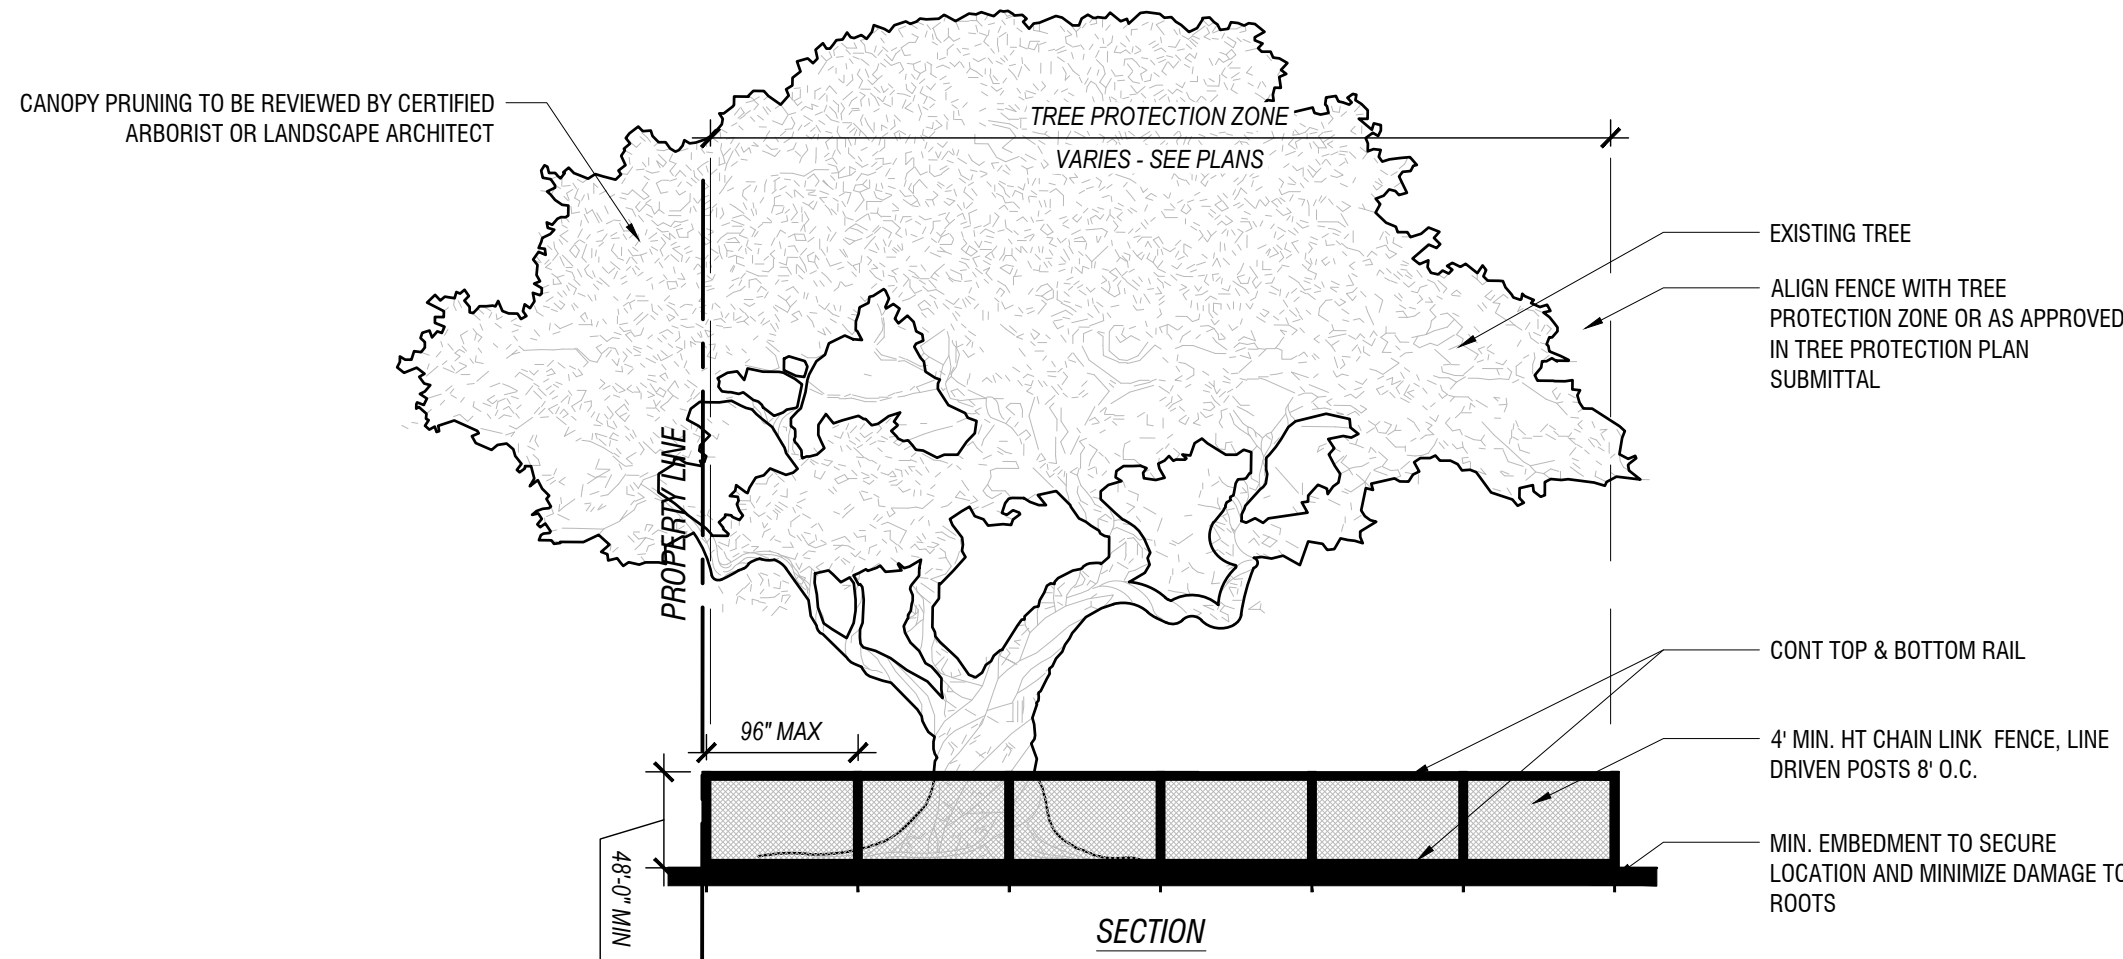 CANOPY PRUNING TO BE REVIEWED BY CERTIFIED
ARBORIST OR LANDSCAPE ARCHITECT
TREE PROTECTION ZONE
VARIES - SEE PLANS
EXISTING TREE
ALIGN FENCE WITH TREE
PROTECTION ZONE OR AS APPROVED
IN TREE PROTECTION PLAN
SUBMITTAL
PROPERTY LINE
CONT TOP & BOTTOM RAIL
96" MAX
4' MIN. HT CHAIN LINK FENCE, LINE
DRIVEN POSTS 8' O.C.
48'-0" MIN
MIN. EMBEDMENT TO SECURE
LOCATION AND MINIMIZE DAMAGE TO
ROOTS
SECTION